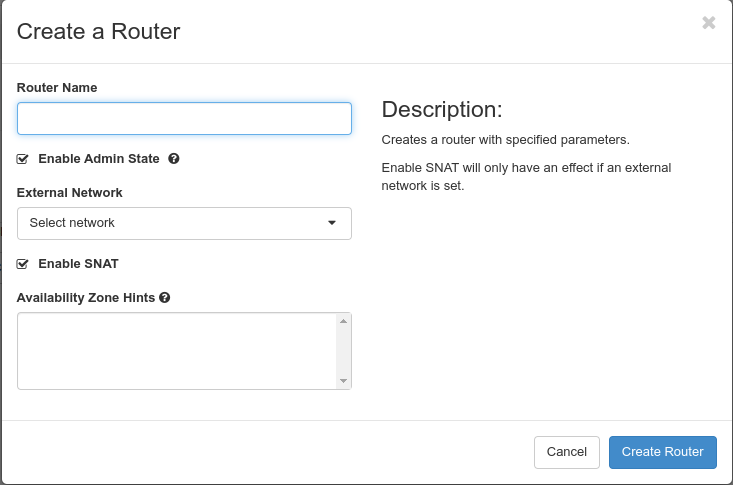 Create a Router
Router Name
Enable Admin State
External Network
Select network
Enable SNAT
Availability Zone Hints
Description:
Creates a router with specified parameters.
Enable SNAT will only have an effect if an external
network is set.
Cancel
Create Router